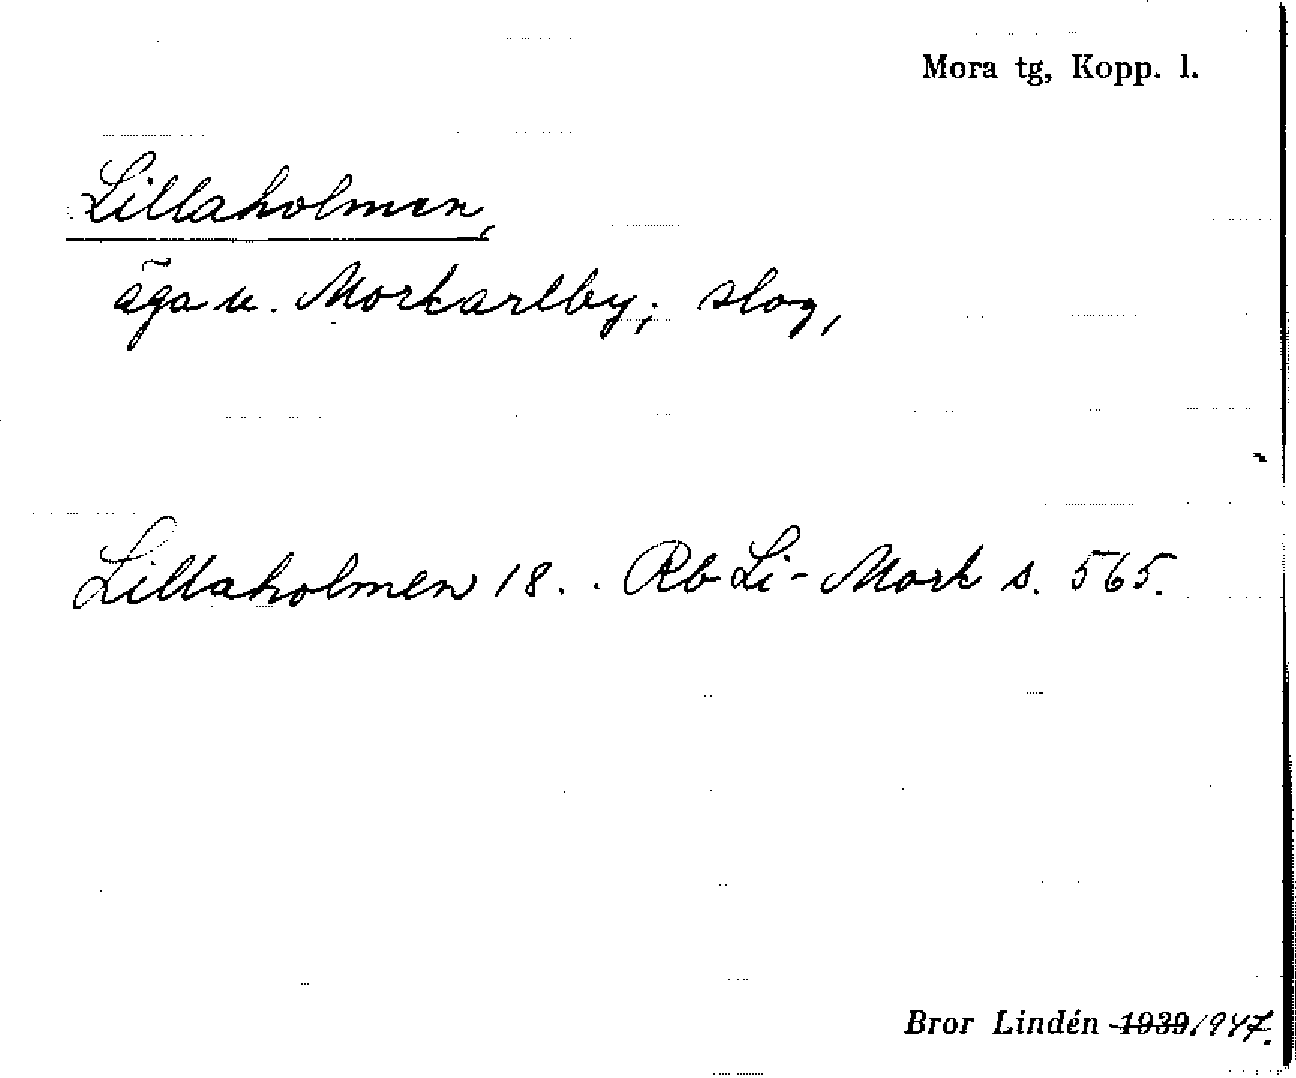 Mora tg, Kopp. l.
Lillaholmen,
äga u. Morkarlby; slog,
Lillaholmen 18. . Rb Li-Mork s. 565.
Bror Lindén 1939 1947.